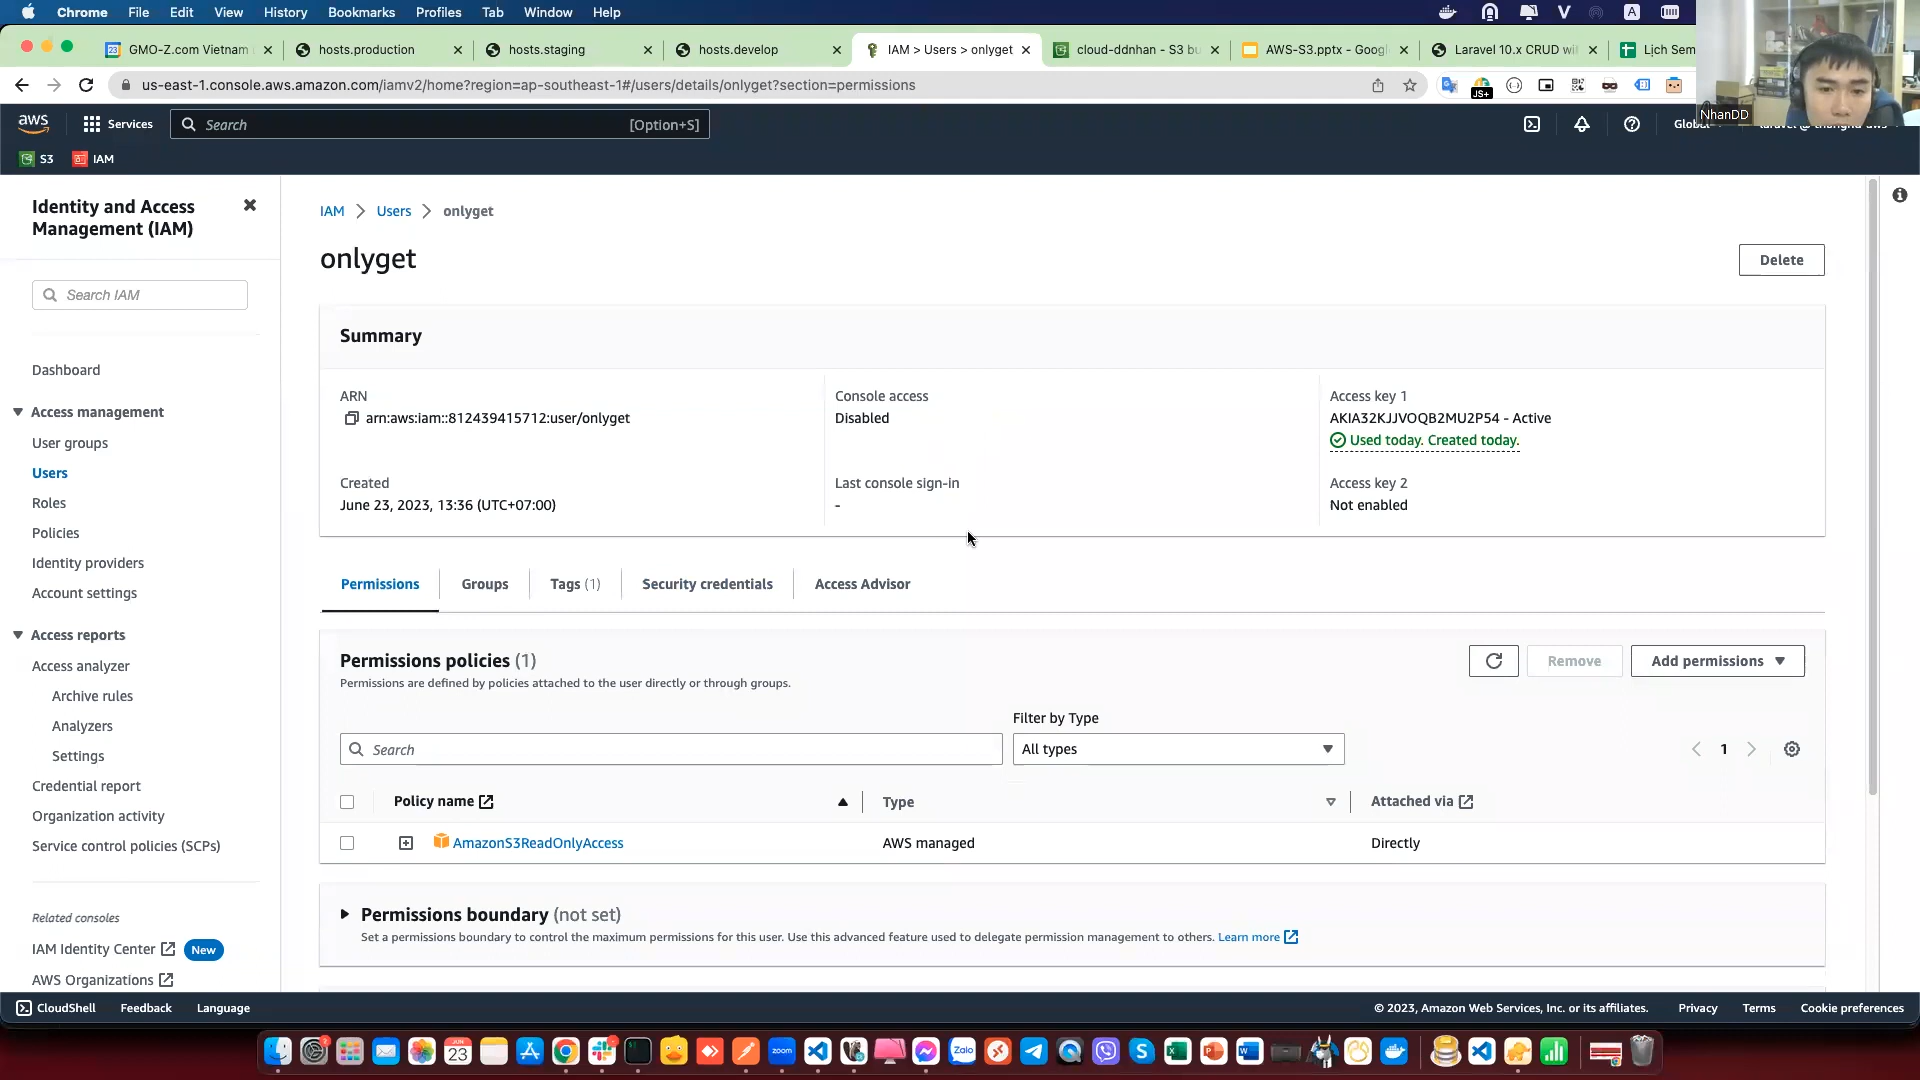 Chrome File Edit View History Bookmarks Profiles Tab Window Help
GMO-Z.com Vietnam
hosts.production
hosts.staging
hosts.develop
IAM > Users > onlyget
cloud-ddnhan - S3 bu
AWS-S3.pptx - Googl
Laravel 10.x CRUD wi
Lịch Sem
us-east-1.console.aws.amazon.com/iamv2/home?region=ap-southeast-1#/users/details/onlyget?section=permissions
JS+
NhanDD
aws
Services
Search
[Option+S]
S3
IAM
Identity and Access
Management (IAM)
Search IAM
Dashboard
Access management
User groups
Users
Roles
Policies
Identity providers
Account settings
Access reports
Access analyzer
Archive rules
Analyzers
Settings
Credential report
Organization activity
Service control policies (SCPs)
Related consoles
IAM Identity Center New
AWS Organizations
IAM > Users > onlyget
onlyget
Delete
Summary
ARN
arn:aws:iam::812439415712:user/onlyget
Console access
Disabled
Access key 1
AKIA32KJJVOQB2MU2P54 - Active
Used today. Created today.
Created
June 23, 2023, 13:36 (UTC+07:00)
Last console sign-in
-
Access key 2
Not enabled
Permissions
Groups
Tags (1)
Security credentials
Access Advisor
Permissions policies (1)
Permissions are defined by policies attached to the user directly or through groups.
Remove
Add permissions
Filter by Type
Search
All types
1
Policy name
Type
Attached via
AmazonS3ReadOnlyAccess
AWS managed
Directly
Permissions boundary (not set)
Set a permissions boundary to control the maximum permissions for this user. Use this advanced feature used to delegate permission management to others. Learn more
CloudShell
Feedback
Language
© 2023, Amazon Web Services, Inc. or its affiliates.
Privacy
Terms
Cookie preferences
JUN
23
zoom
Zalo